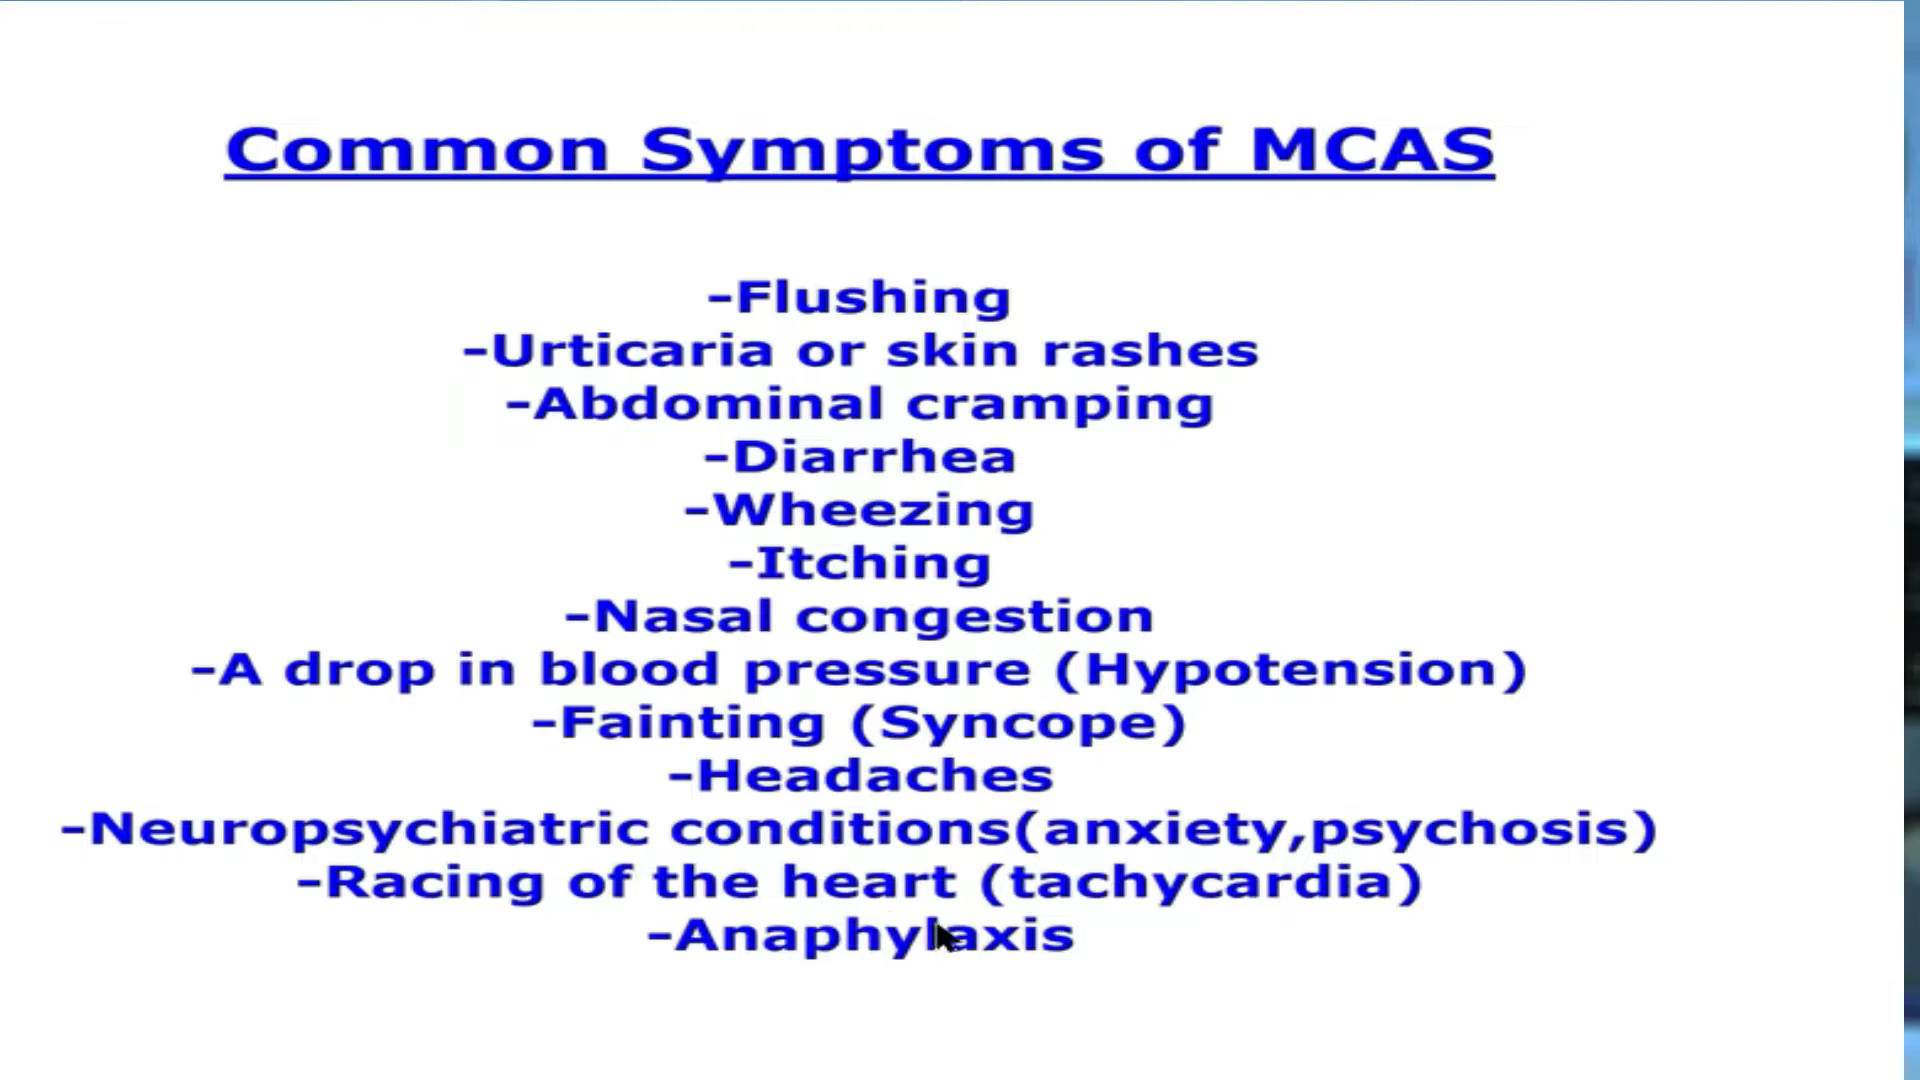 Common Symptoms of MCAS
-Flushing
-Urticaria or skin rashes
-Abdominal cramping
-Diarrhea
-Wheezing
-Itching
-Nasal congestion
-A drop in blood pressure (Hypotension)
-Fainting (Syncope)
-Headaches
-Neuropsychiatric conditions(anxiety,psychosis)
-Racing of the heart (tachycardia)
-Anaphylaxis